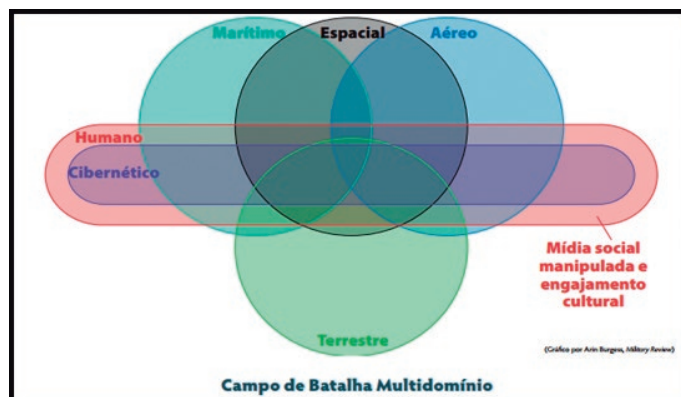 Marítimo
Espacial
Aéreo
Humano
Cibernético
Mídia social
manipulada e
engajamento
cultural
Terrestre
(Gráfico por Arin Burgess, Military Review)
Campo de Batalha Multidomínio